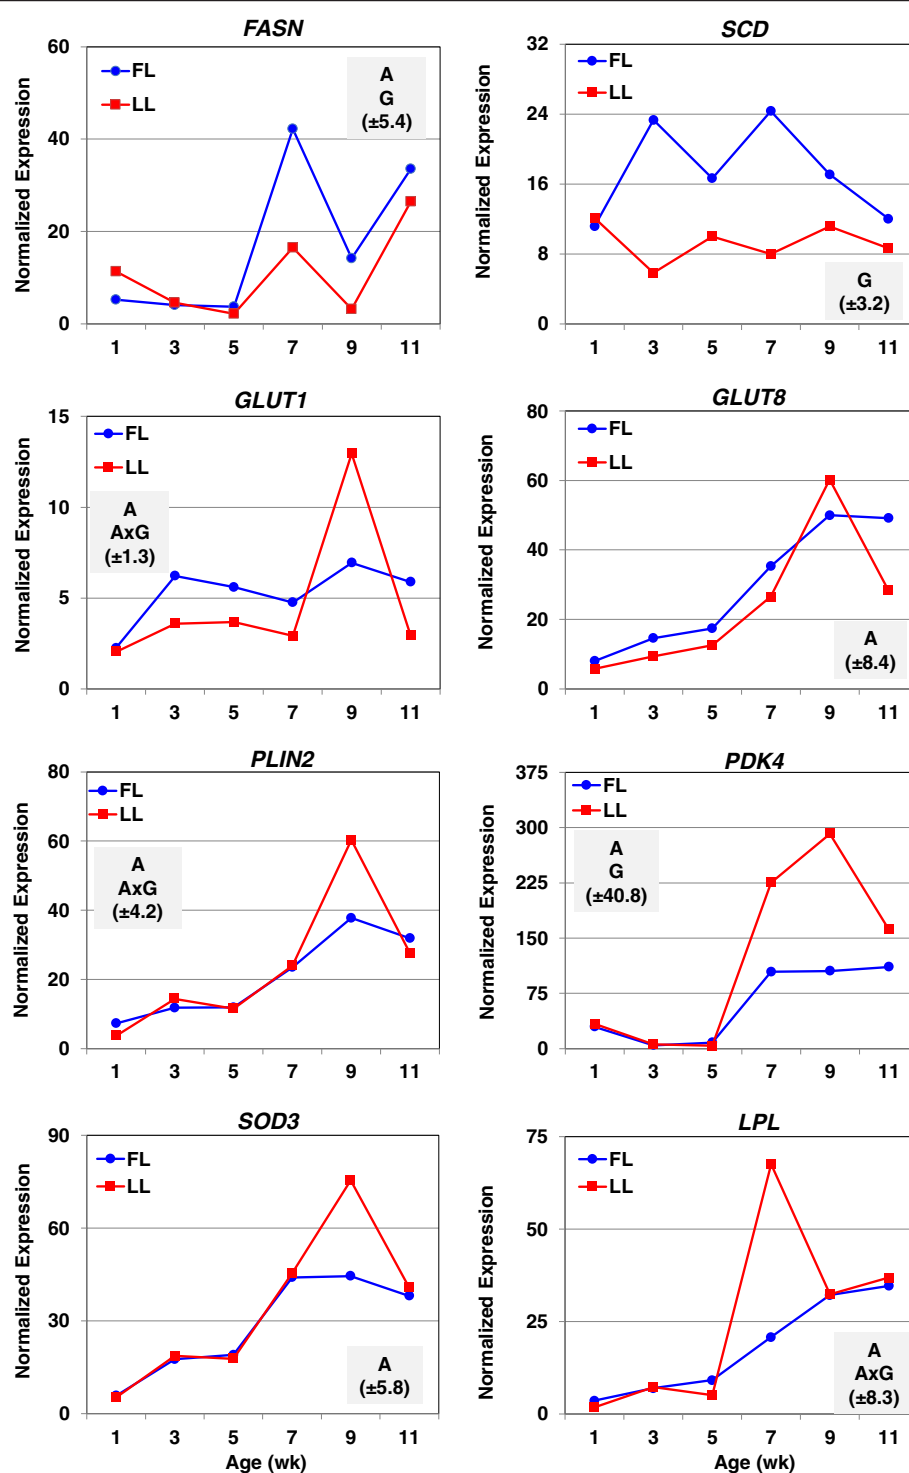 FASN
Normalized Expression
60
40
20
0
FL
LL
A
G
(±5.4)
1 3 5 7 9 11
SCD
Normalized Expression
32
24
16
8
0
FL
LL
G
(±3.2)
1 3 5 7 9 11
GLUT1
Normalized Expression
15
10
5
0
FL
LL
A
AxG
(±1.3)
1 3 5 7 9 11
GLUT8
Normalized Expression
80
60
40
20
0
FL
LL
A
(±8.4)
1 3 5 7 9 11
PLIN2
Normalized Expression
80
60
40
20
0
FL
LL
A
AxG
(±4.2)
1 3 5 7 9 11
PDK4
Normalized Expression
375
300
225
150
75
0
FL
LL
A
G
(±40.8)
1 3 5 7 9 11
SOD3
Normalized Expression
90
60
30
0
FL
LL
A
(±5.8)
1 3 5 7 9 11
Age (wk)
LPL
Normalized Expression
75
50
25
0
FL
LL
A
AxG
(±8.3)
1 3 5 7 9 11
Age (wk)